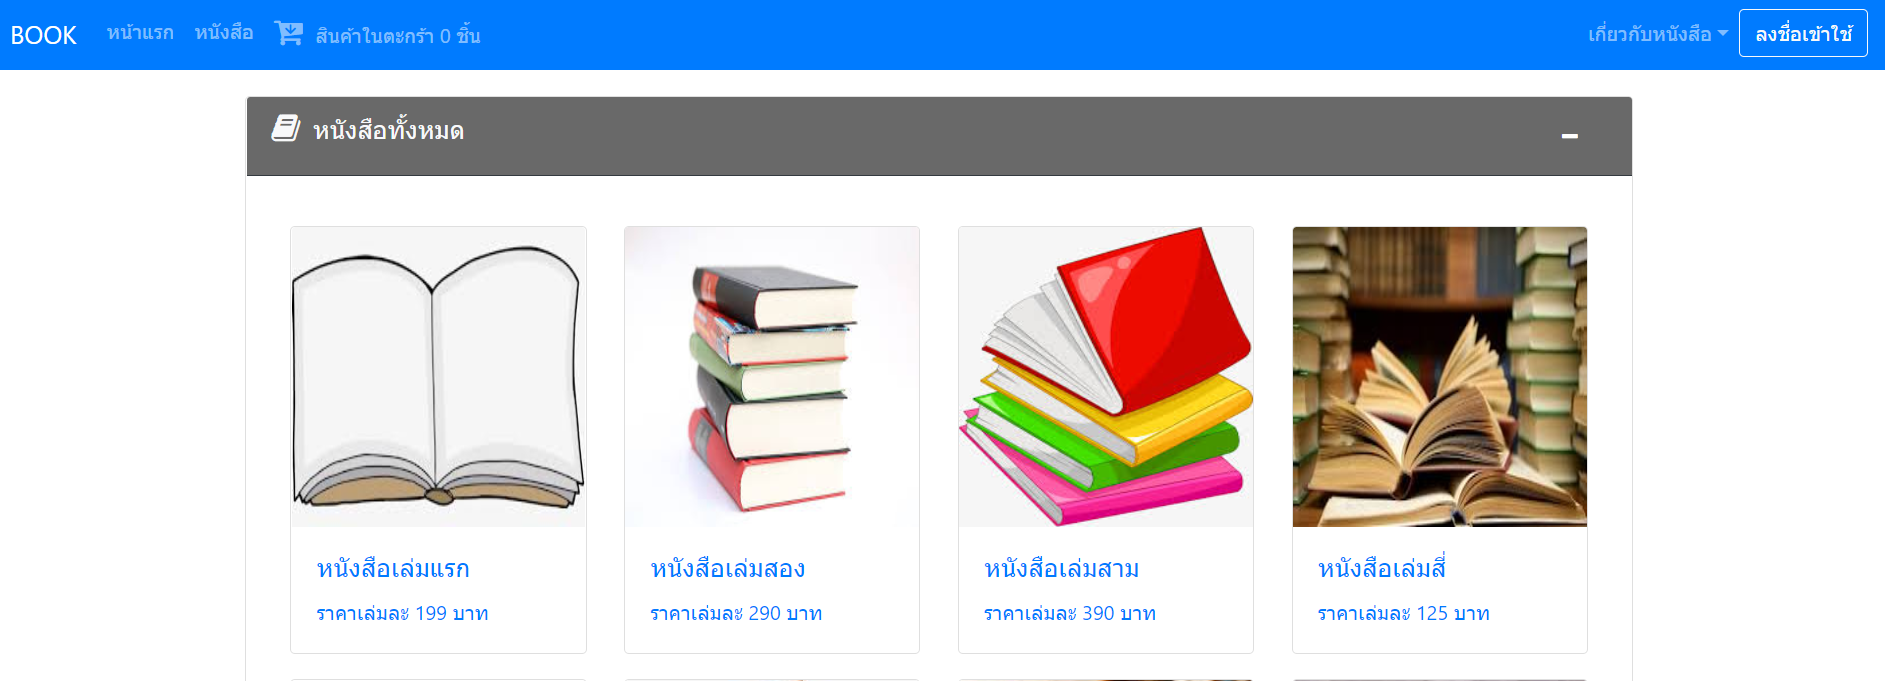 BOOK หน้าแรก หนังสือ สินค้าในตะกร้า 0 ชิ้น เกี่ยวกับหนังสือ ลงชื่อเข้าใช้
หนังสือทั้งหมด
หนังสือเล่มแรก
ราคาเล่มละ 199 บาท
หนังสือเล่มสอง
ราคาเล่มละ 290 บาท
หนังสือเล่มสาม
ราคาเล่มละ 390 บาท
หนังสือเล่มสี่
ราคาเล่มละ 125 บาท